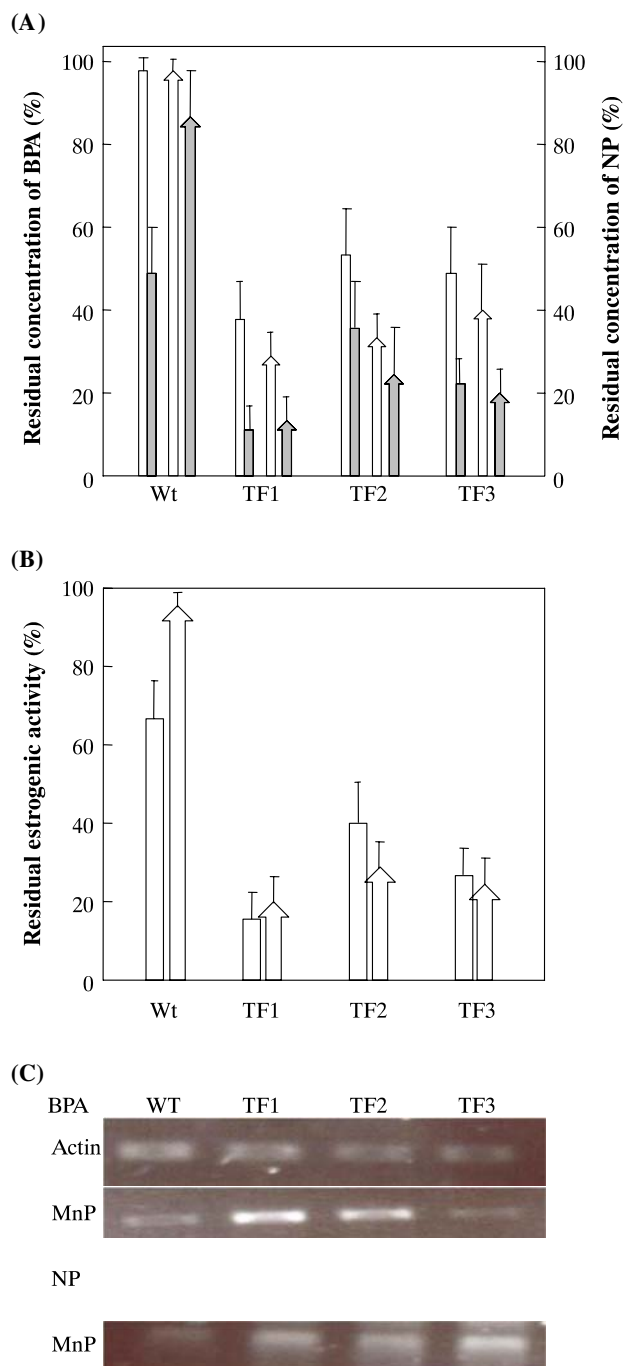 (A)
Residual concentration of BPA (%)
100
80
60
40
20
0
Residual concentration of NP (%)
100
80
60
40
20
0
Wt TF1 TF2 TF3
(B)
Residual estrogenic activity (%)
100
80
60
40
20
0
Wt TF1 TF2 TF3
(C)
BPA WT TF1 TF2 TF3
Actin
MnP
NP
MnP